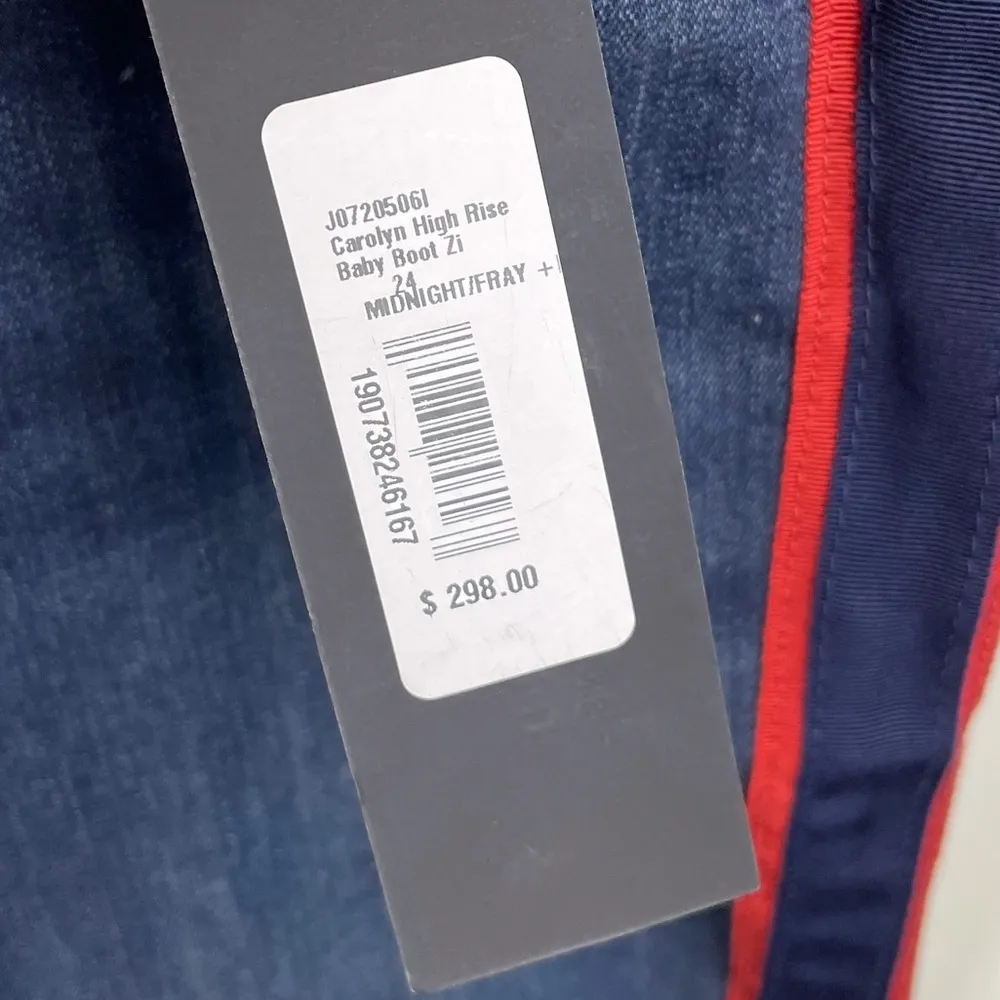 J0720506I
Carolyn High Rise
Baby Boot Zi
24
MIDNIGHT/FRAY +
190738246167
$ 298.00